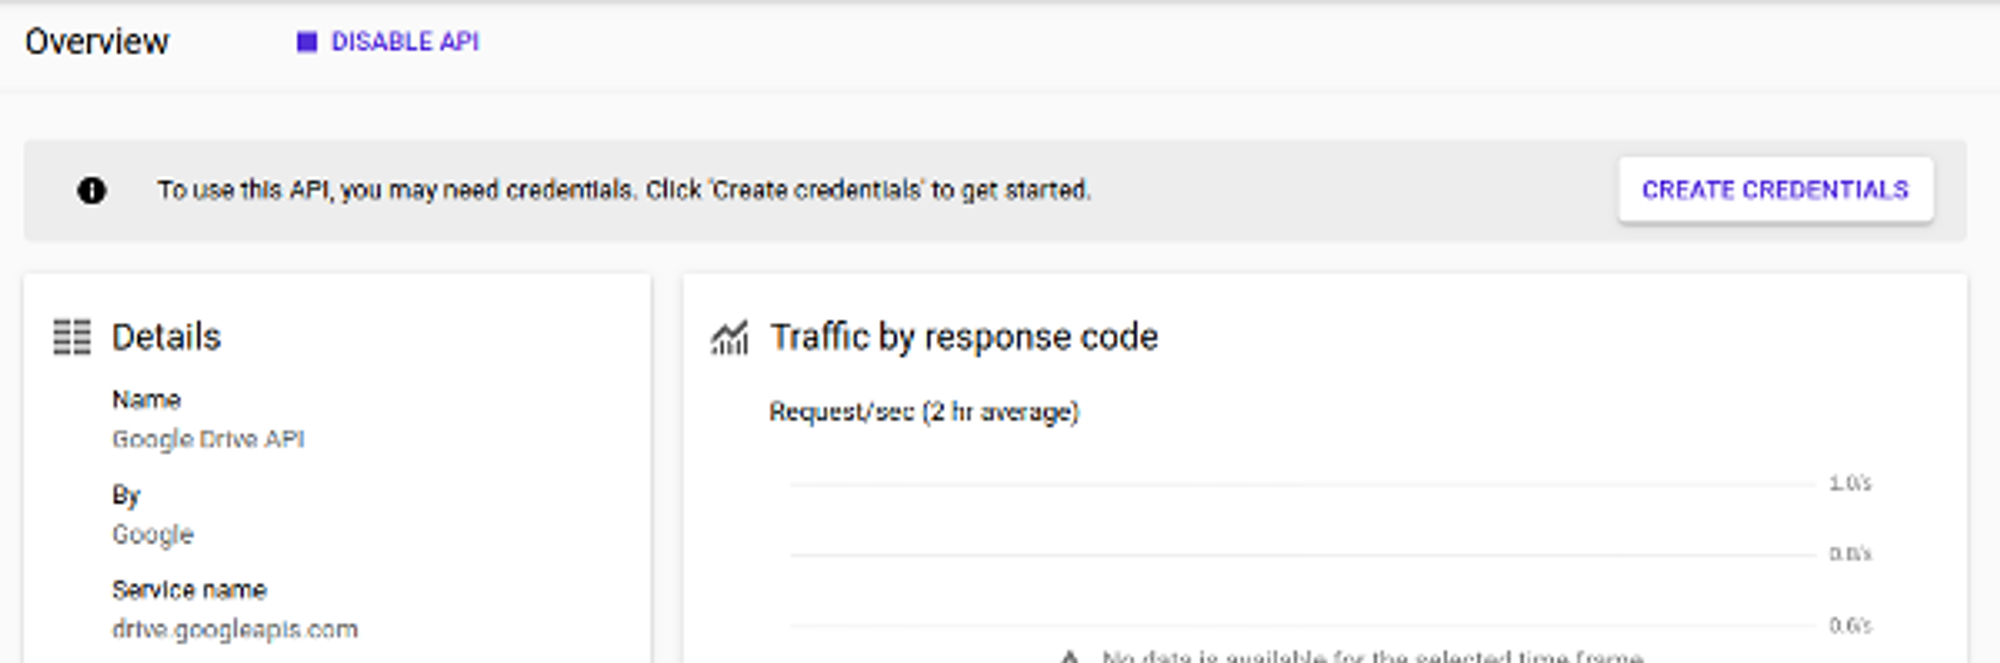 Overview
DISABLE API
To use this API, you may need credentials. Click 'Create credentials' to get started.
CREATE CREDENTIALS
Details
Name
Google Drive API
By
Google
Service name
drive.googleapis.com
Traffic by response code
Request/sec (2 hr average)
1.0/s
0.8/s
0.6/s
No data is available for the selected time frame.